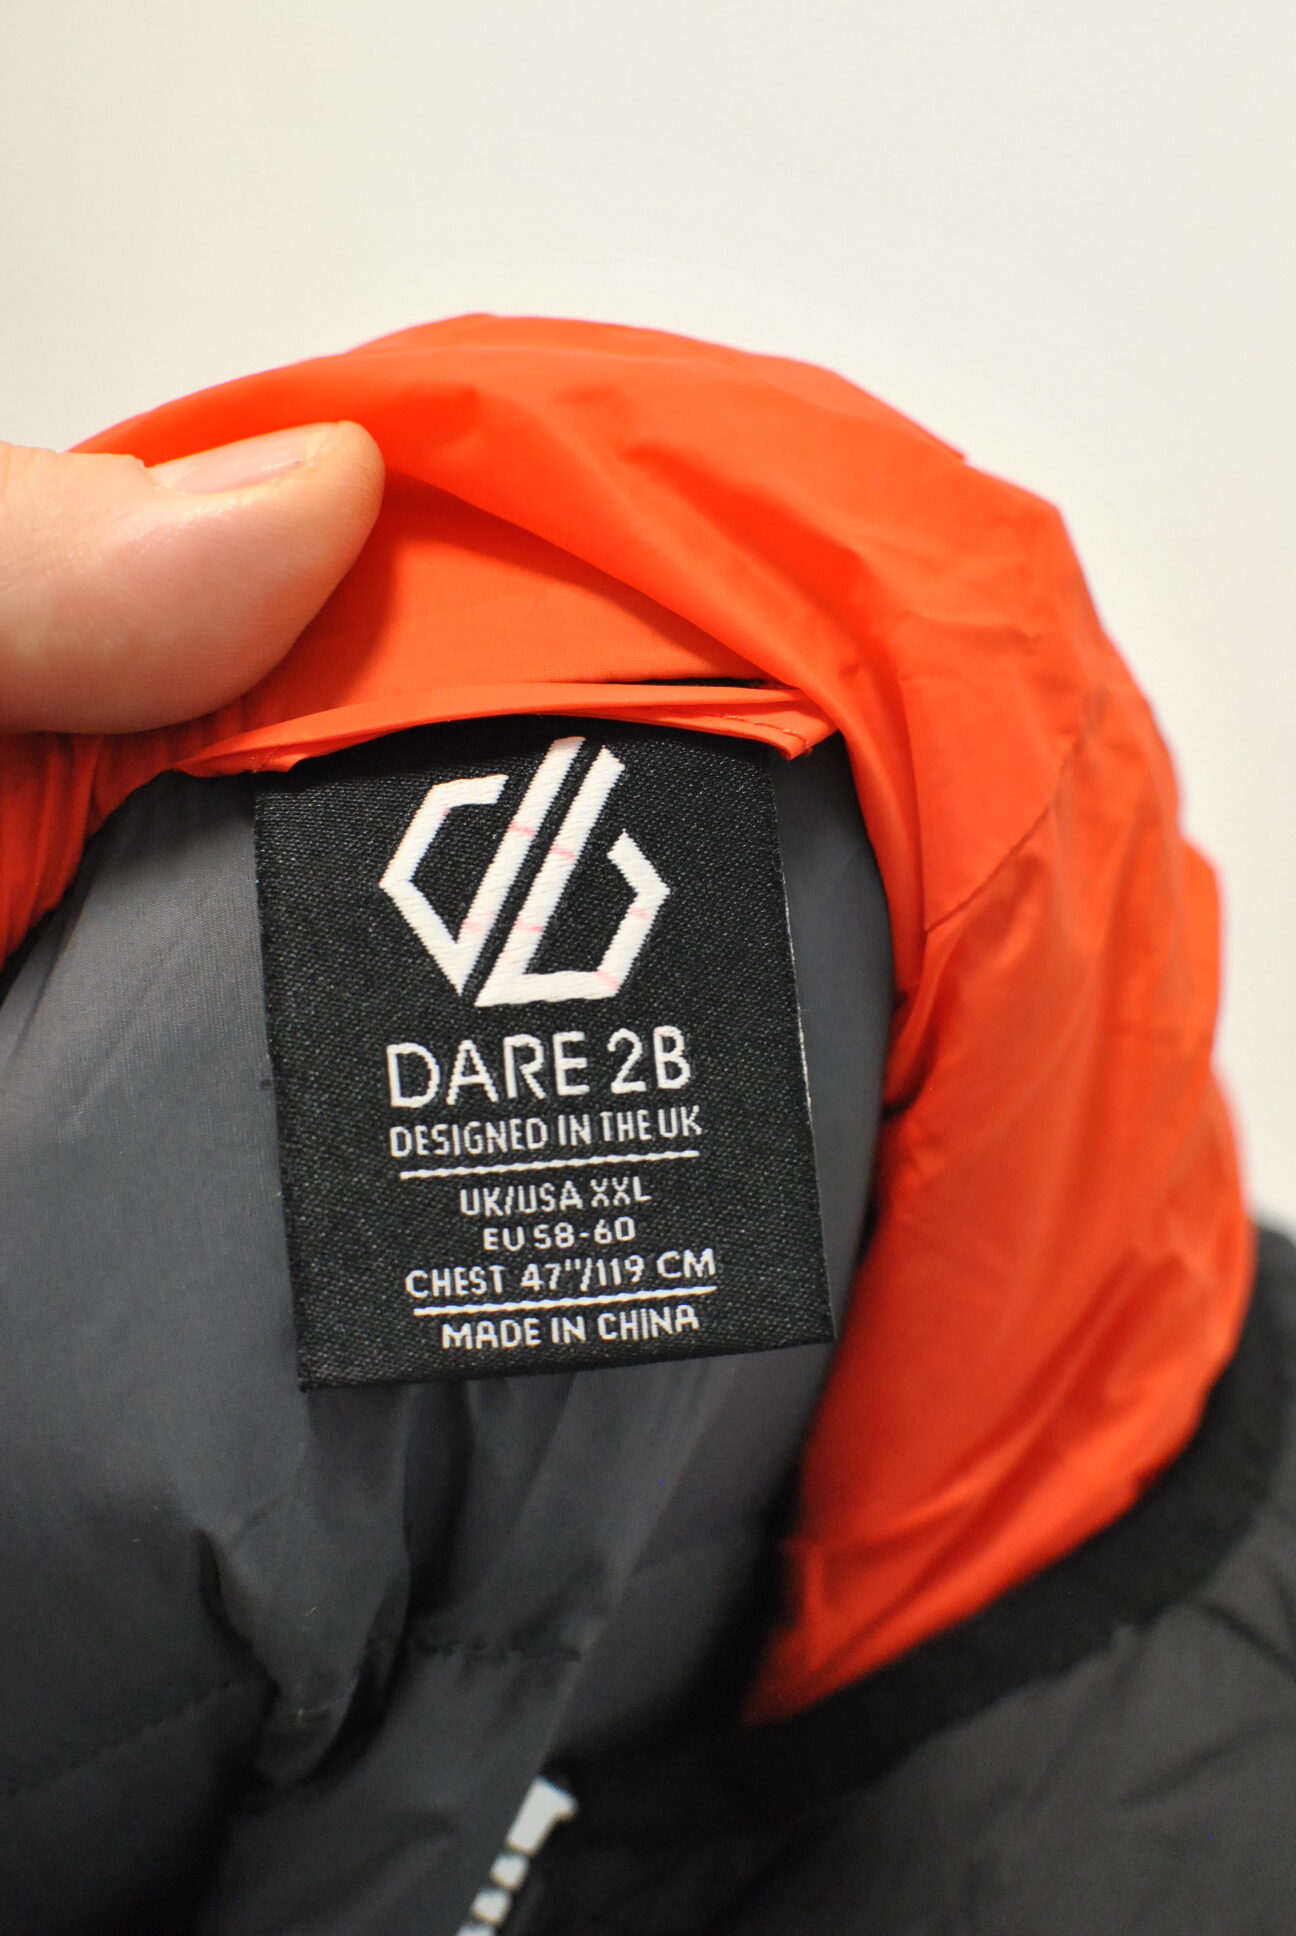 db
DARE 2B
DESIGNED IN THE UK
UK/USA XXL
EU 58-60
CHEST 47"/119 CM
MADE IN CHINA